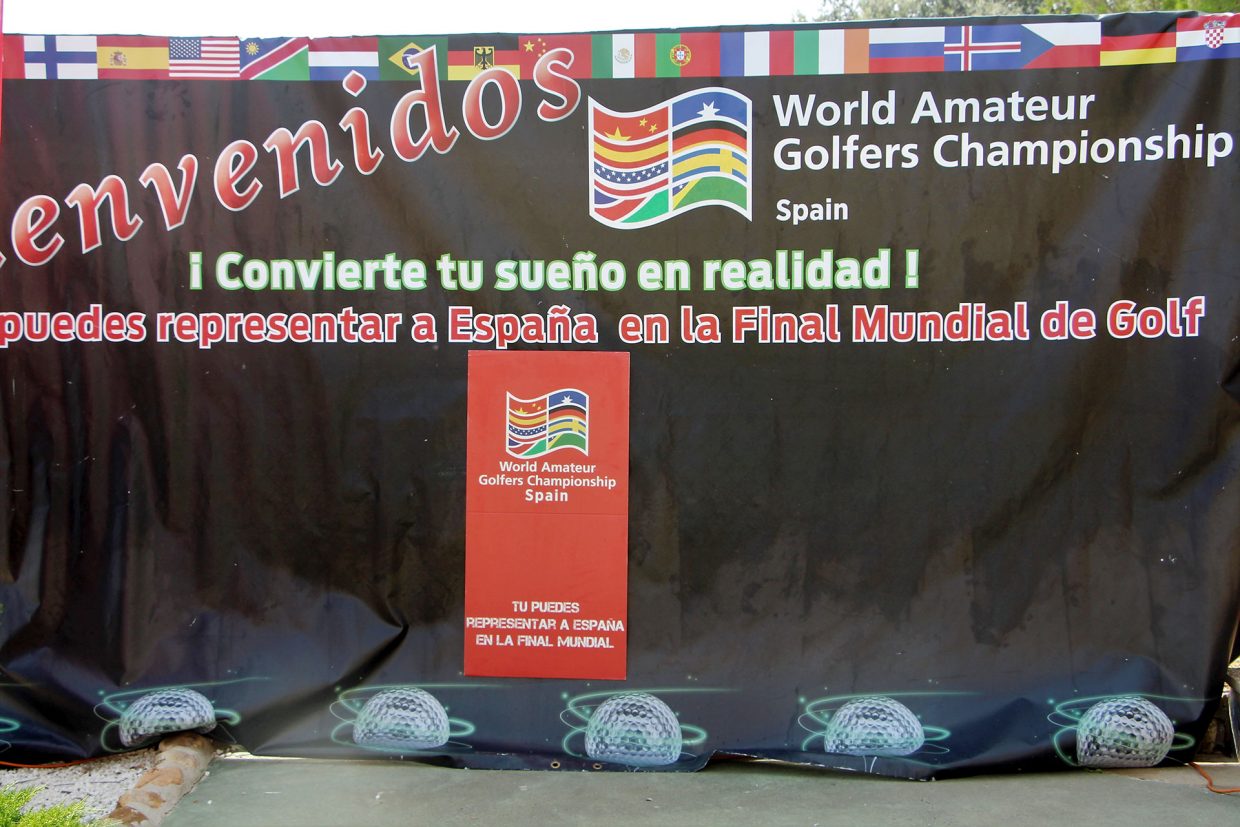 envenidos
World Amateur
Golfers Championship
Spain
¡ Convierte tu sueño en realidad !
puedes representar a España en la Final Mundial de Golf
World Amateur
Golfers Championship
Spain
TU PUEDES
REPRESENTAR A ESPAÑA
EN LA FINAL MUNDIAL